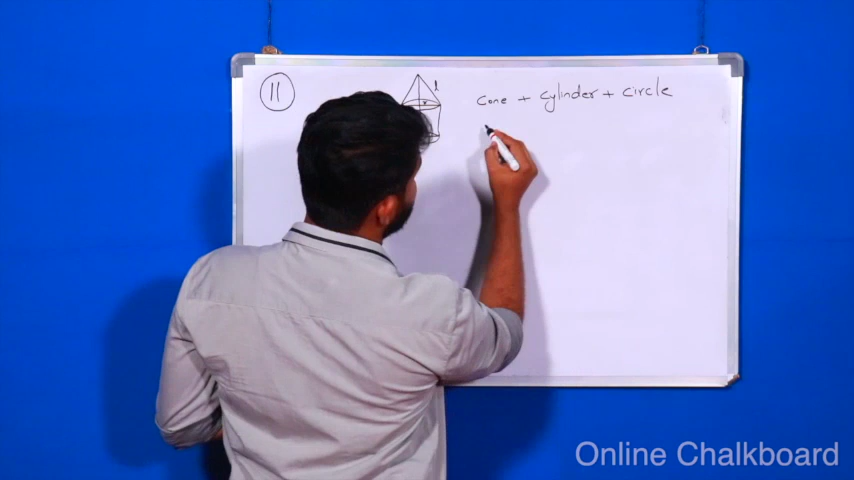 11
l
r
Cone + Cylinder + Circle
Online Chalkboard